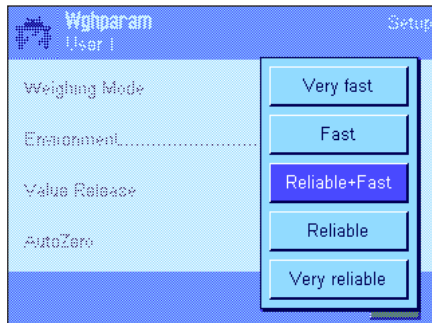 Wghparam
User 1
Setup
Weighing Mode
Very fast
Environment
Fast
Value Release
Reliable+Fast
AutoZero
Reliable
Very reliable